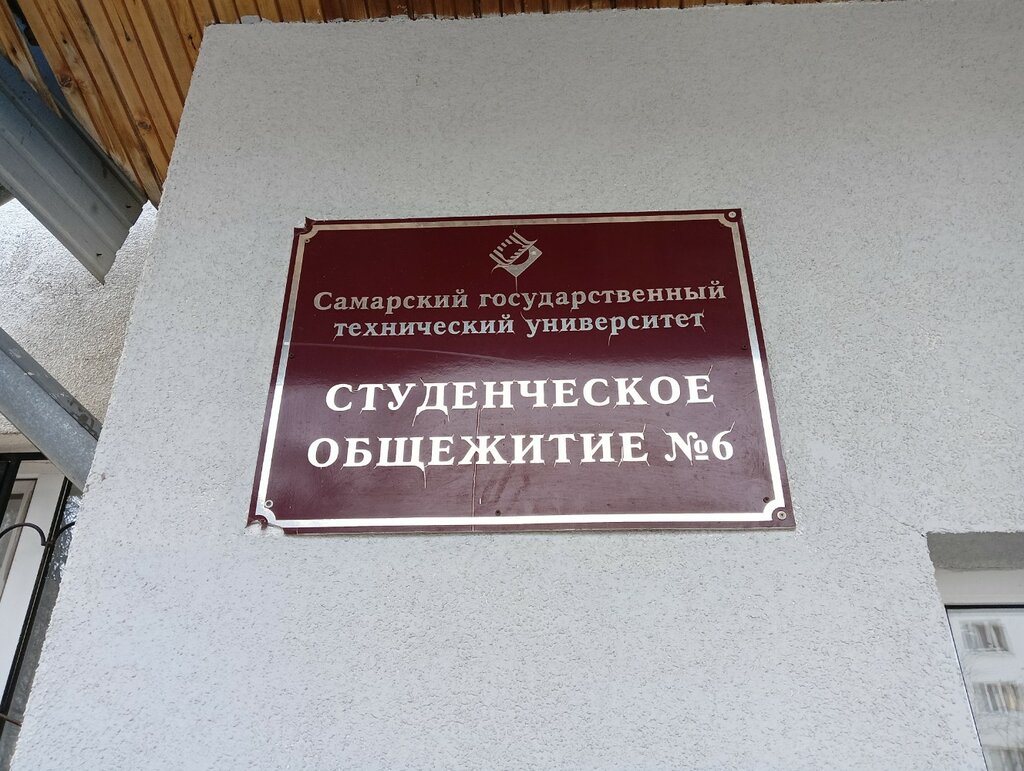 Самарский государственный
технический университет
СТУДЕНЧЕСКОЕ
ОБЩЕЖИТИЕ №6